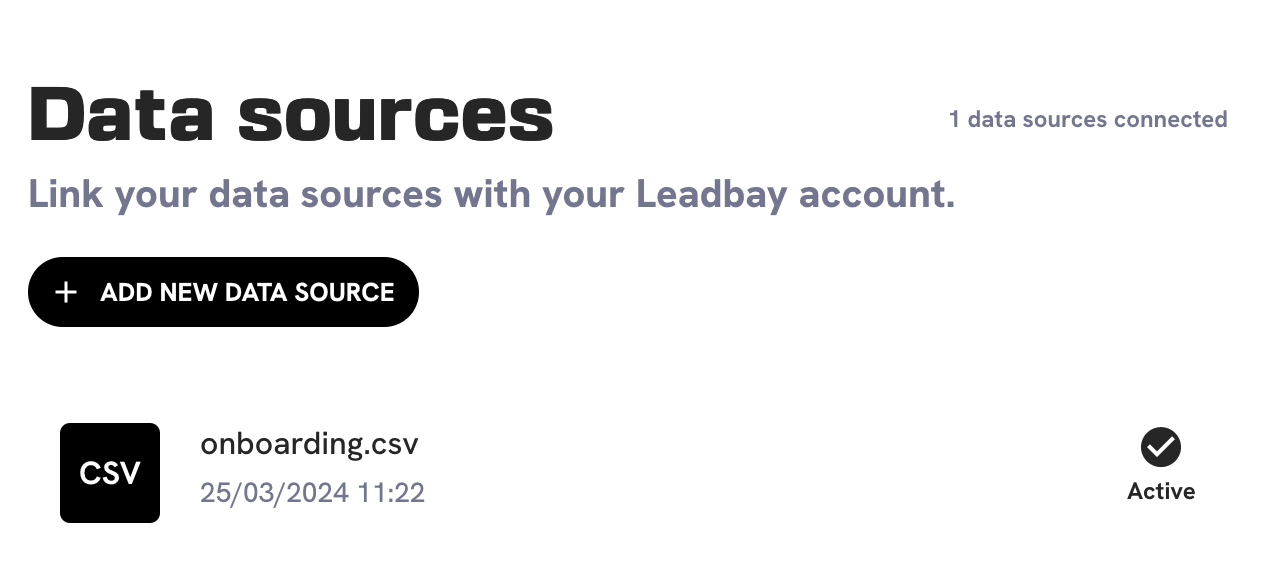 Data sources
1 data sources connected
Link your data sources with your Leadbay account.
+ ADD NEW DATA SOURCE
CSV
onboarding.csv
25/03/2024 11:22
Active